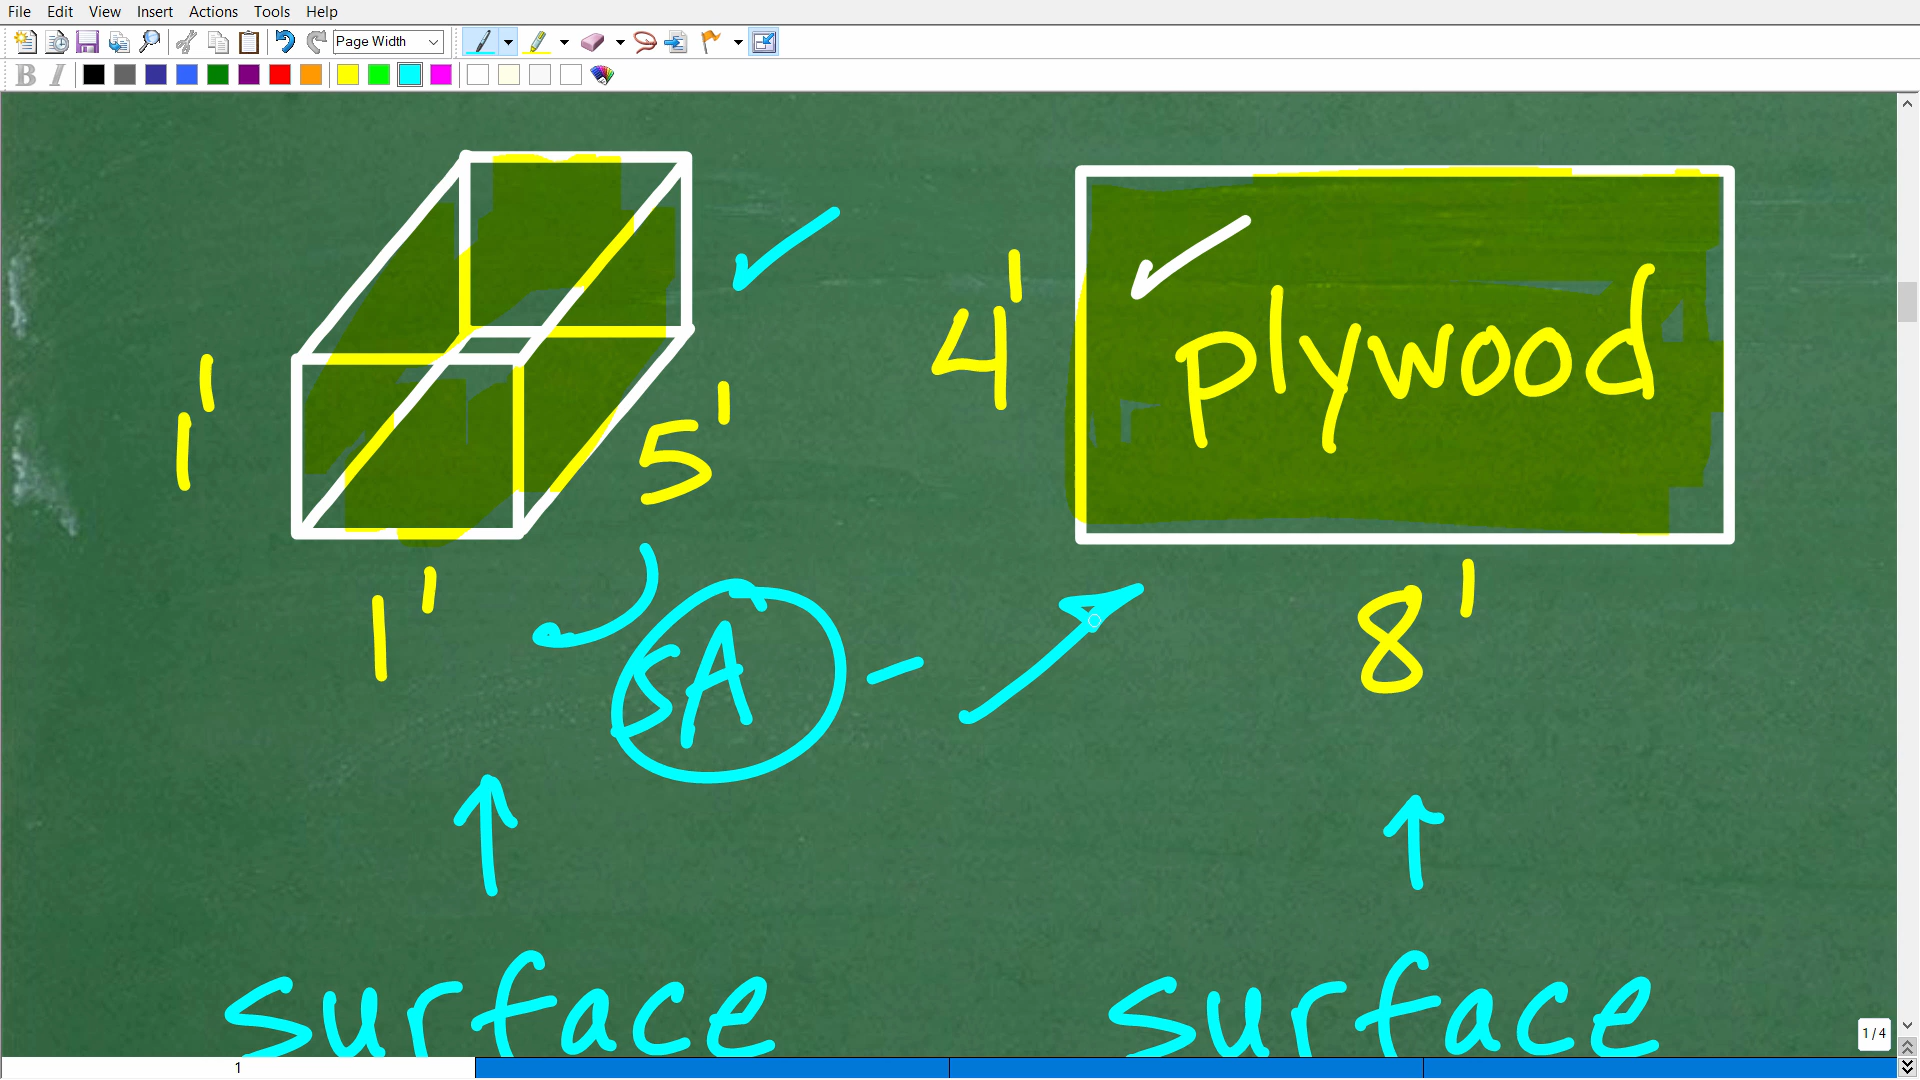 File Edit View Insert Actions Tools Help
Page Width
B I
1'
5'
1'
4'
plywood
8'
SA -
surface
surface
1 / 4
1